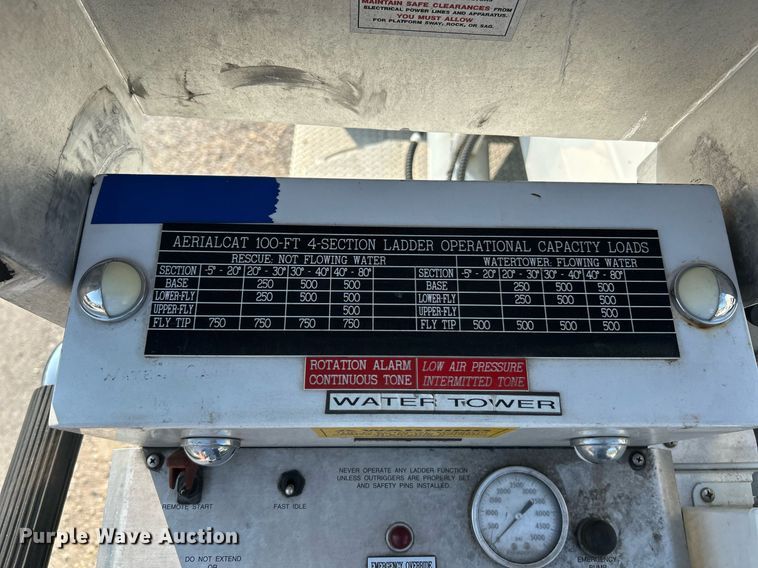 MAINTAIN SAFE CLEARANCES FROM
ELECTRICAL POWER LINES AND APPARATUS.
YOU MUST ALLOW
FOR PLATFORM SWAY, ROCK, OR SAG.
AERIALCAT 100-FT 4-SECTION LADDER OPERATIONAL CAPACITY LOADS
RESCUE: NOT FLOWING WATER WATERTOWER: FLOWING WATER
SECTION -5° - 20° 20° - 30° 30° - 40° 40° - 80° SECTION -5° - 20° 20° - 30° 30° - 40° 40° - 80°
BASE 250 500 500 BASE 250 500 500
LOWER-FLY 250 500 500 LOWER-FLY 250 500 500
UPPER-FLY 500 UPPER-FLY 500
FLY TIP 750 750 750 750 FLY TIP 500 500 500 500
ROTATION ALARM LOW AIR PRESSURE
CONTINUOUS TONE INTERMITTED TONE
WATER TOWER
NEVER OPERATE ANY LADDER FUNCTION
UNLESS OUTRIGGERS ARE PROPERLY SET
AND SAFETY PINS INSTALLED.
REMOTE START FAST IDLE
DO NOT EXTEND
OR
EMERGENCY OVERRIDE
EMERGENCY
PUMP
Purple Wave Auction